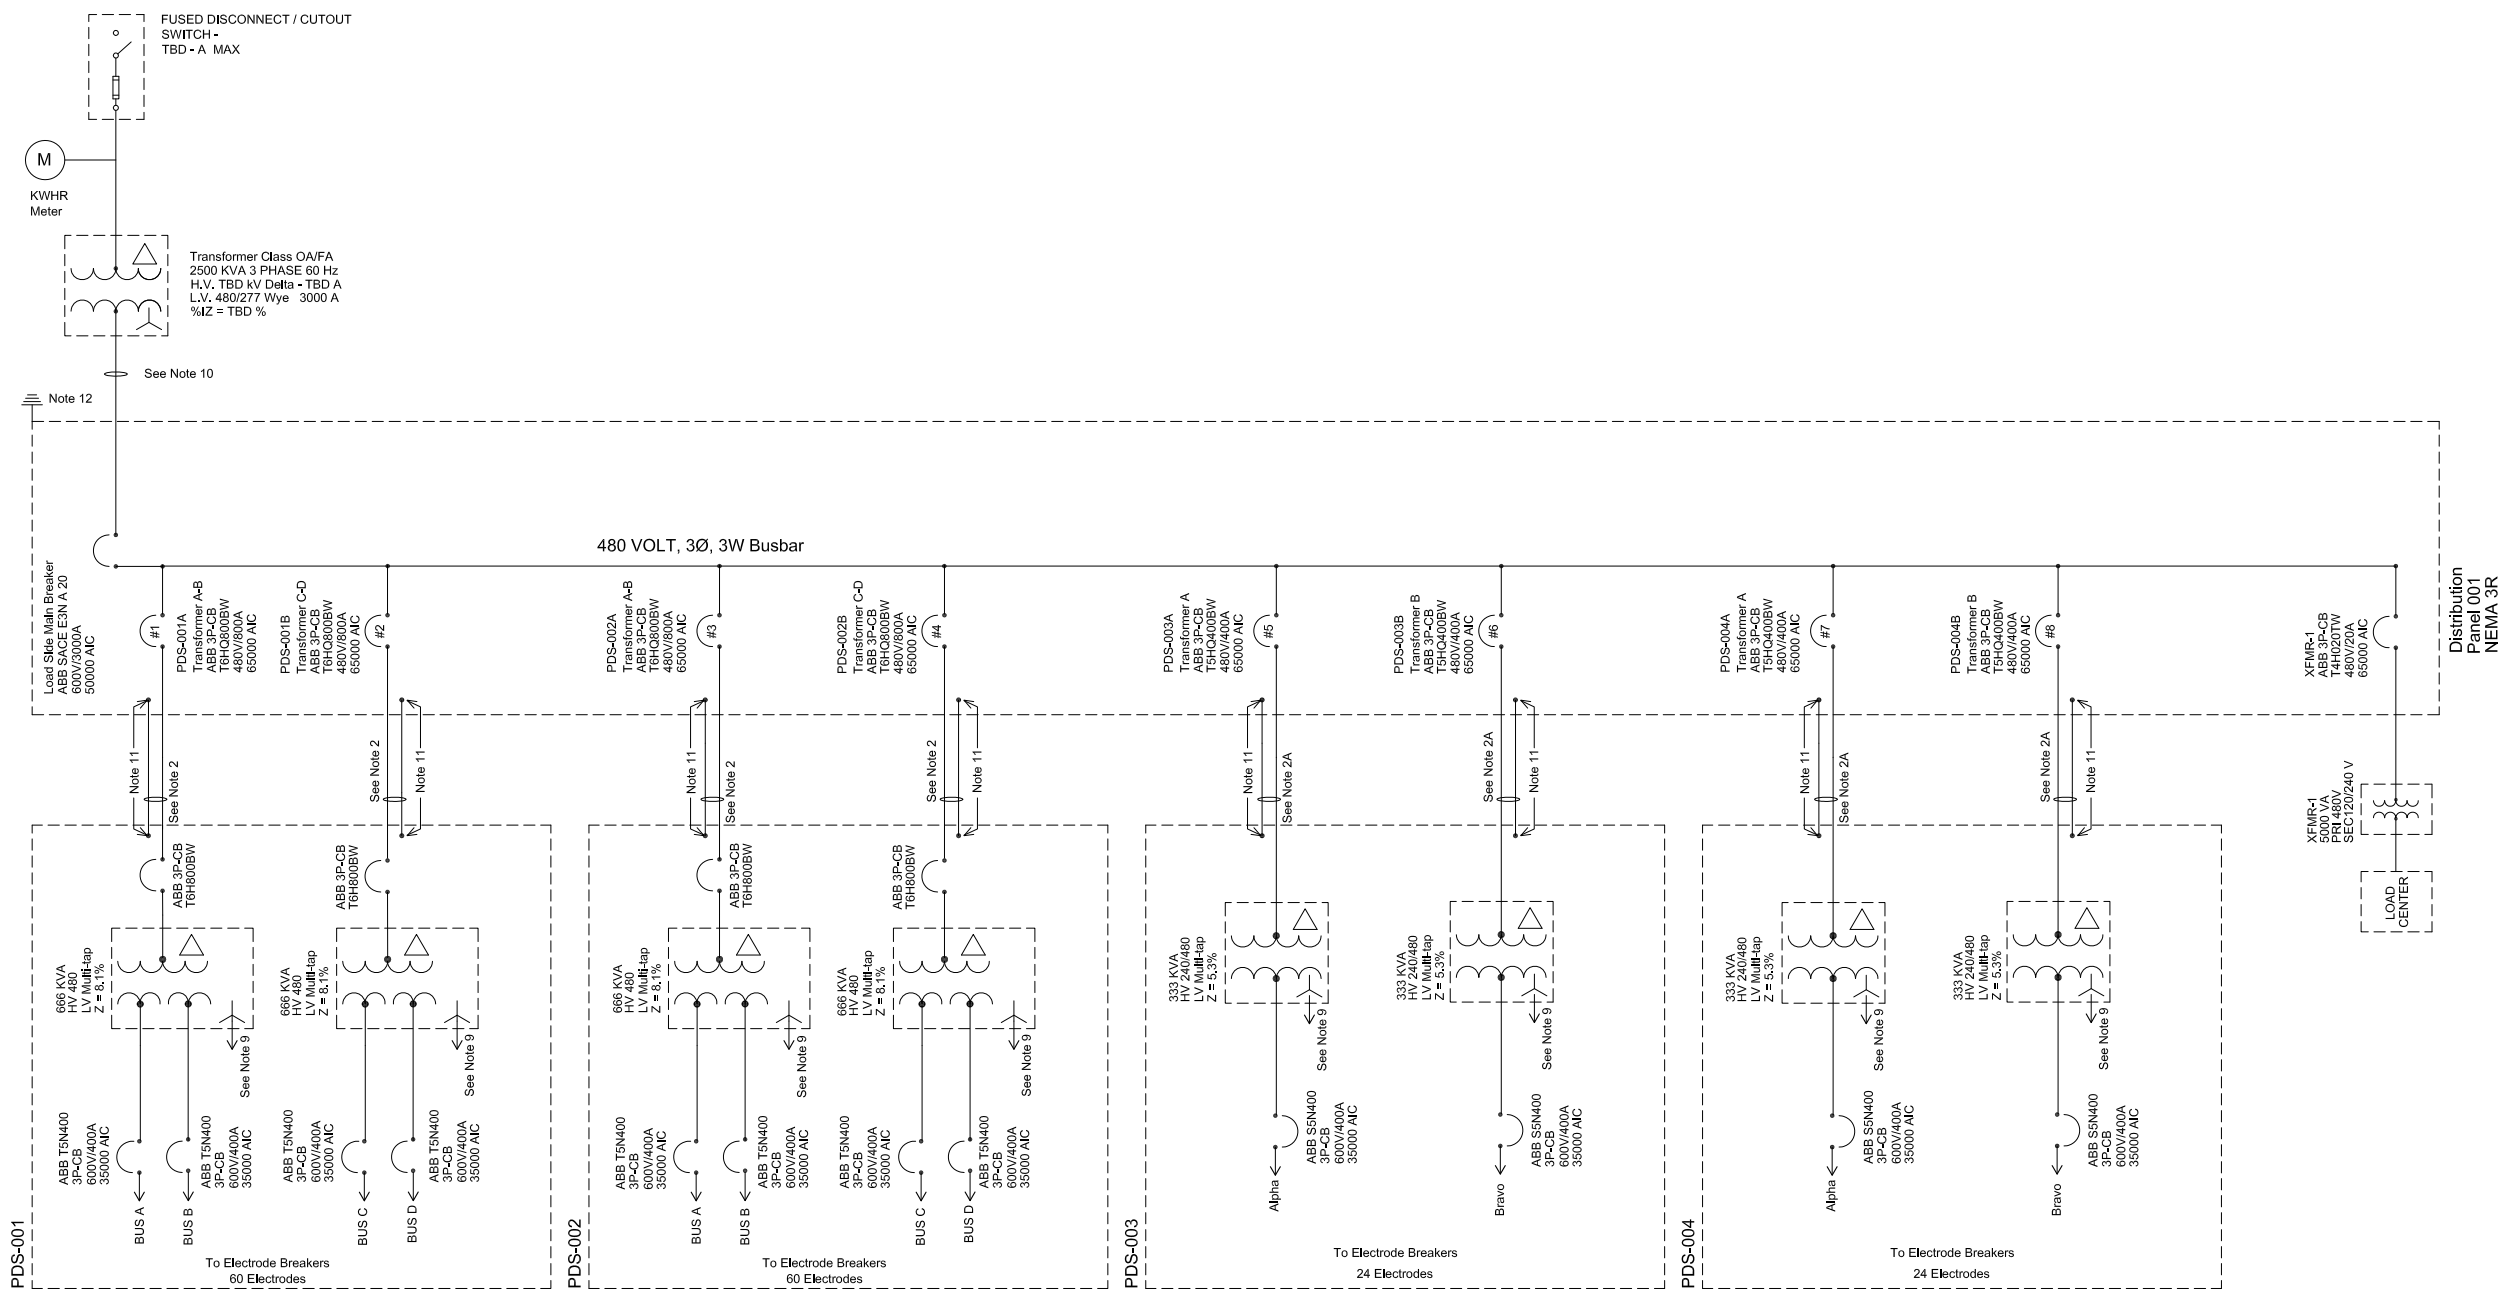 FUSED DISCONNECT / CUTOUT
SWITCH -
TBD - A MAX
M
KWHR
Meter
Transformer Class OA/FA
2500 KVA 3 PHASE 60 Hz
H.V. TBD kV Delta - TBD A
L.V. 480/277 Wye 3000 A
%IZ = TBD %
See Note 10
Note 12
480 VOLT, 3Ø, 3W Busbar
Load Side Main Breaker
ABB SACE E3N A 20
600V/3000A
50000 AIC
#1
PDS-001A
Transformer A-B
ABB 3P-CB
T6HQ800BW
480V/800A
65000 AIC
PDS-001B
Transformer C-D
ABB 3P-CB
T6HQ800BW
480V/800A
65000 AIC
#2
PDS-002A
Transformer A-B
ABB 3P-CB
T6HQ800BW
480V/800A
65000 AIC
#3
PDS-002B
Transformer C-D
ABB 3P-CB
T6HQ800BW
480V/800A
65000 AIC
#4
PDS-003A
Transformer A
ABB 3P-CB
T5HQ400BW
480V/400A
65000 AIC
#5
PDS-003B
Transformer B
ABB 3P-CB
T5HQ400BW
480V/400A
65000 AIC
#6
PDS-004A
Transformer A
ABB 3P-CB
T5HQ400BW
480V/400A
65000 AIC
#7
PDS-004B
Transformer B
ABB 3P-CB
T5HQ400BW
480V/400A
65000 AIC
#8
XFMR-1
ABB 3P-CB
T4H020TW
480V/20A
65000 AIC
Distribution
Panel 001
NEMA 3R
Note 11
See Note 2
See Note 2
Note 11
Note 11
See Note 2
See Note 2
Note 11
Note 11
See Note 2A
See Note 2A
Note 11
Note 11
See Note 2A
See Note 2A
Note 11
XFMR-1
5000 VA
PRI 480V
SEC120/240 V
LOAD
CENTER
ABB 3P-CB
T6H800BW
ABB 3P-CB
T6H800BW
ABB 3P-CB
T6H800BW
ABB 3P-CB
T6H800BW
666 KVA
HV 480
LV Multi-tap
Z = 8.1%
See Note 9
666 KVA
HV 480
LV Multi-tap
Z = 8.1%
See Note 9
666 KVA
HV 480
LV Multi-tap
Z = 8.1%
See Note 9
666 KVA
HV 480
LV Multi-tap
Z = 8.1%
See Note 9
333 KVA
HV 240/480
LV Multi-tap
Z = 5.3%
See Note 9
333 KVA
HV 240/480
LV Multi-tap
Z = 5.3%
See Note 9
333 KVA
HV 240/480
LV Multi-tap
Z = 5.3%
See Note 9
333 KVA
HV 240/480
LV Multi-tap
Z = 5.3%
See Note 9
ABB T5N400
3P-CB
600V/400A
35000 AIC
ABB T5N400
3P-CB
600V/400A
35000 AIC
ABB T5N400
3P-CB
600V/400A
35000 AIC
ABB T5N400
3P-CB
600V/400A
35000 AIC
ABB T5N400
3P-CB
600V/400A
35000 AIC
ABB T5N400
3P-CB
600V/400A
35000 AIC
ABB T5N400
3P-CB
600V/400A
35000 AIC
ABB T5N400
3P-CB
600V/400A
35000 AIC
ABB S5N400
3P-CB
600V/400A
35000 AIC
ABB S5N400
3P-CB
600V/400A
35000 AIC
ABB S5N400
3P-CB
600V/400A
35000 AIC
ABB S5N400
3P-CB
600V/400A
35000 AIC
BUS A
BUS B
BUS C
BUS D
BUS A
BUS B
BUS C
BUS D
Alpha
Bravo
Alpha
Bravo
PDS-001
To Electrode Breakers
60 Electrodes
PDS-002
To Electrode Breakers
60 Electrodes
PDS-003
To Electrode Breakers
24 Electrodes
PDS-004
To Electrode Breakers
24 Electrodes